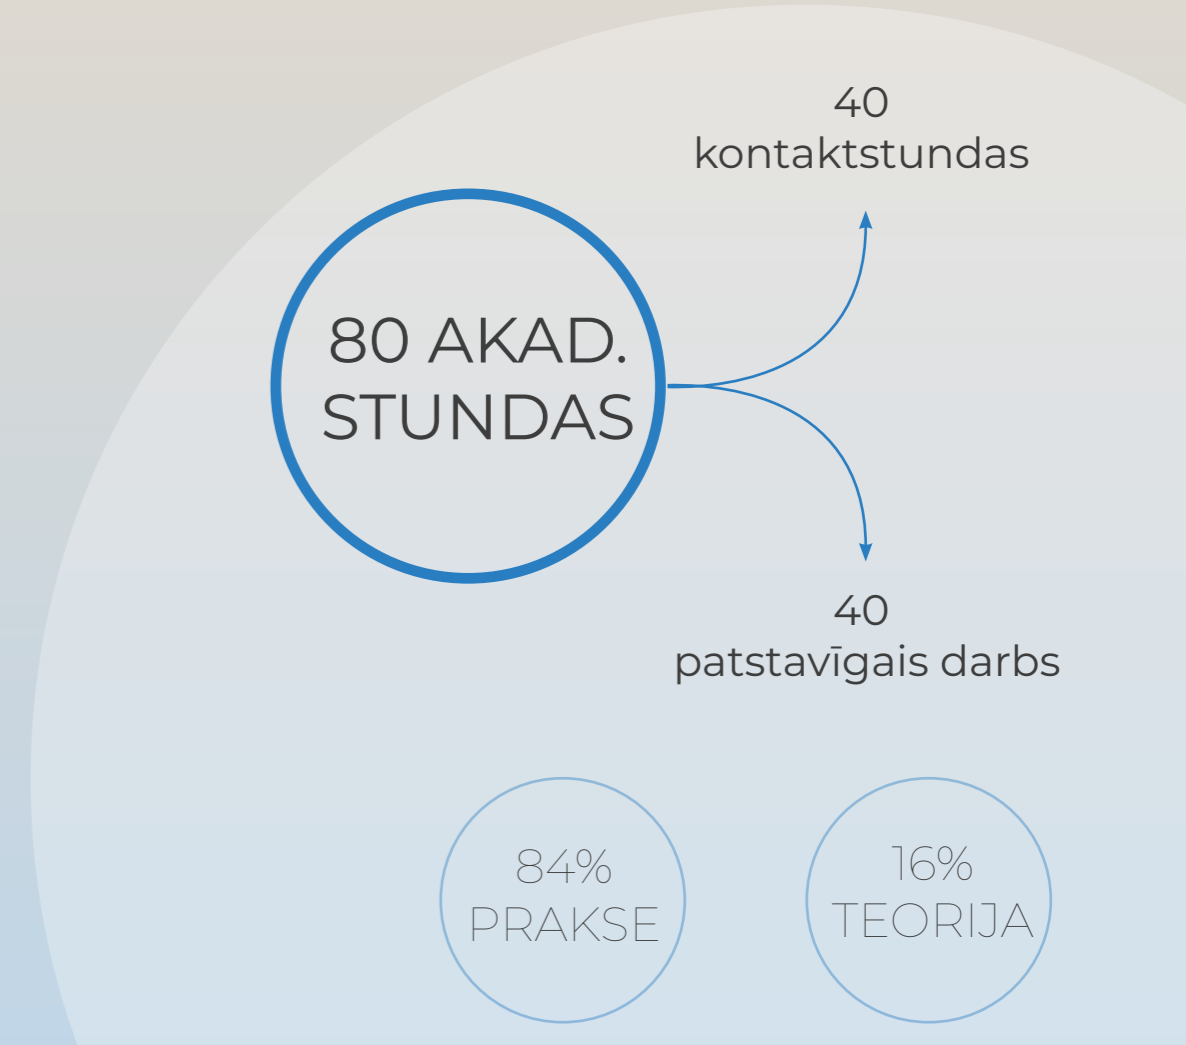 40
kontaktstundas
80 AKAD.
STUNDAS
40
patstavīgais darbs
84%
PRAKSE
16%
TEORIJA